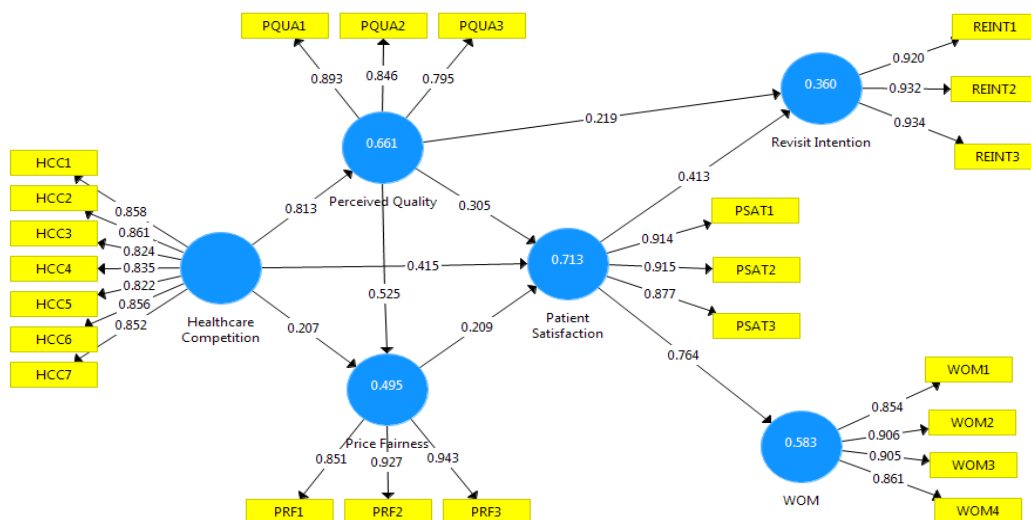 PQUA1
PQUA2
PQUA3
0.893
0.846
0.795
0.661
Perceived Quality
REINT1
REINT2
REINT3
0.920
0.932
0.934
0.360
Revisit Intention
0.219
0.413
HCC1
HCC2
HCC3
HCC4
HCC5
HCC6
HCC7
0.858
0.861
0.824
0.835
0.822
0.856
0.852
Healthcare
Competition
0.813
0.305
0.415
0.525
0.207
0.209
0.713
Patient
Satisfaction
PSAT1
PSAT2
PSAT3
0.914
0.915
0.877
0.764
0.495
Price Fairness
0.851
0.927
0.943
PRF1
PRF2
PRF3
0.583
WOM
0.854
0.906
0.905
0.861
WOM1
WOM2
WOM3
WOM4